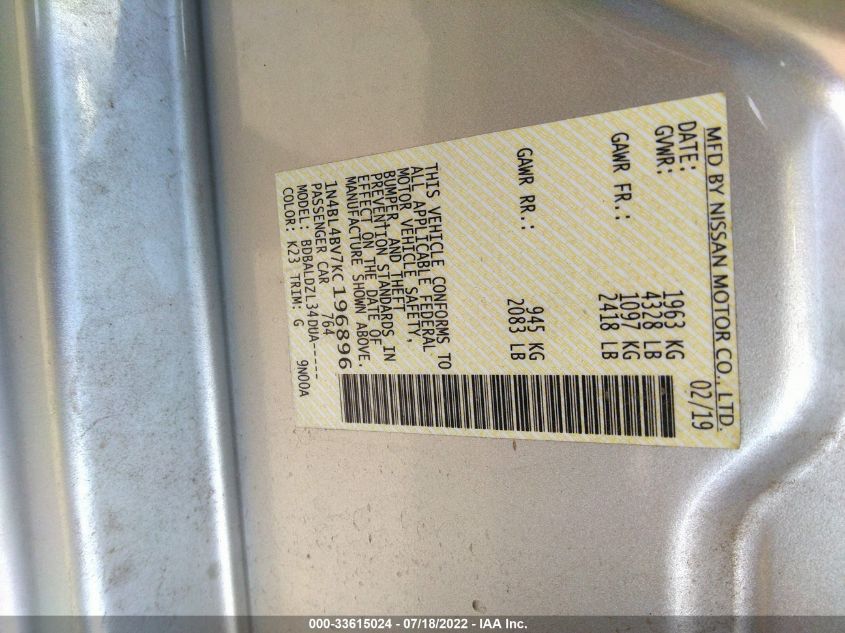 MFD BY NISSAN MOTOR CO., LTD.
DATE: 02/19
GVWR: 1963 KG
4328 LB
GAWR FR.: 1097 KG
2418 LB
GAWR RR.: 945 KG
2083 LB
THIS VEHICLE CONFORMS TO
ALL APPLICABLE FEDERAL
MOTOR VEHICLE SAFETY,
BUMPER AND THEFT
PREVENTION STANDARDS IN
EFFECT ON THE DATE OF
MANUFACTURE SHOWN ABOVE.
1N4BL4BV7KC196896
PASSENGER CAR 764
MODEL: BDBALDZL34DUA-----
COLOR: K23 TRIM: G 9N00A
000-33615024 - 07/18/2022 - IAA Inc.